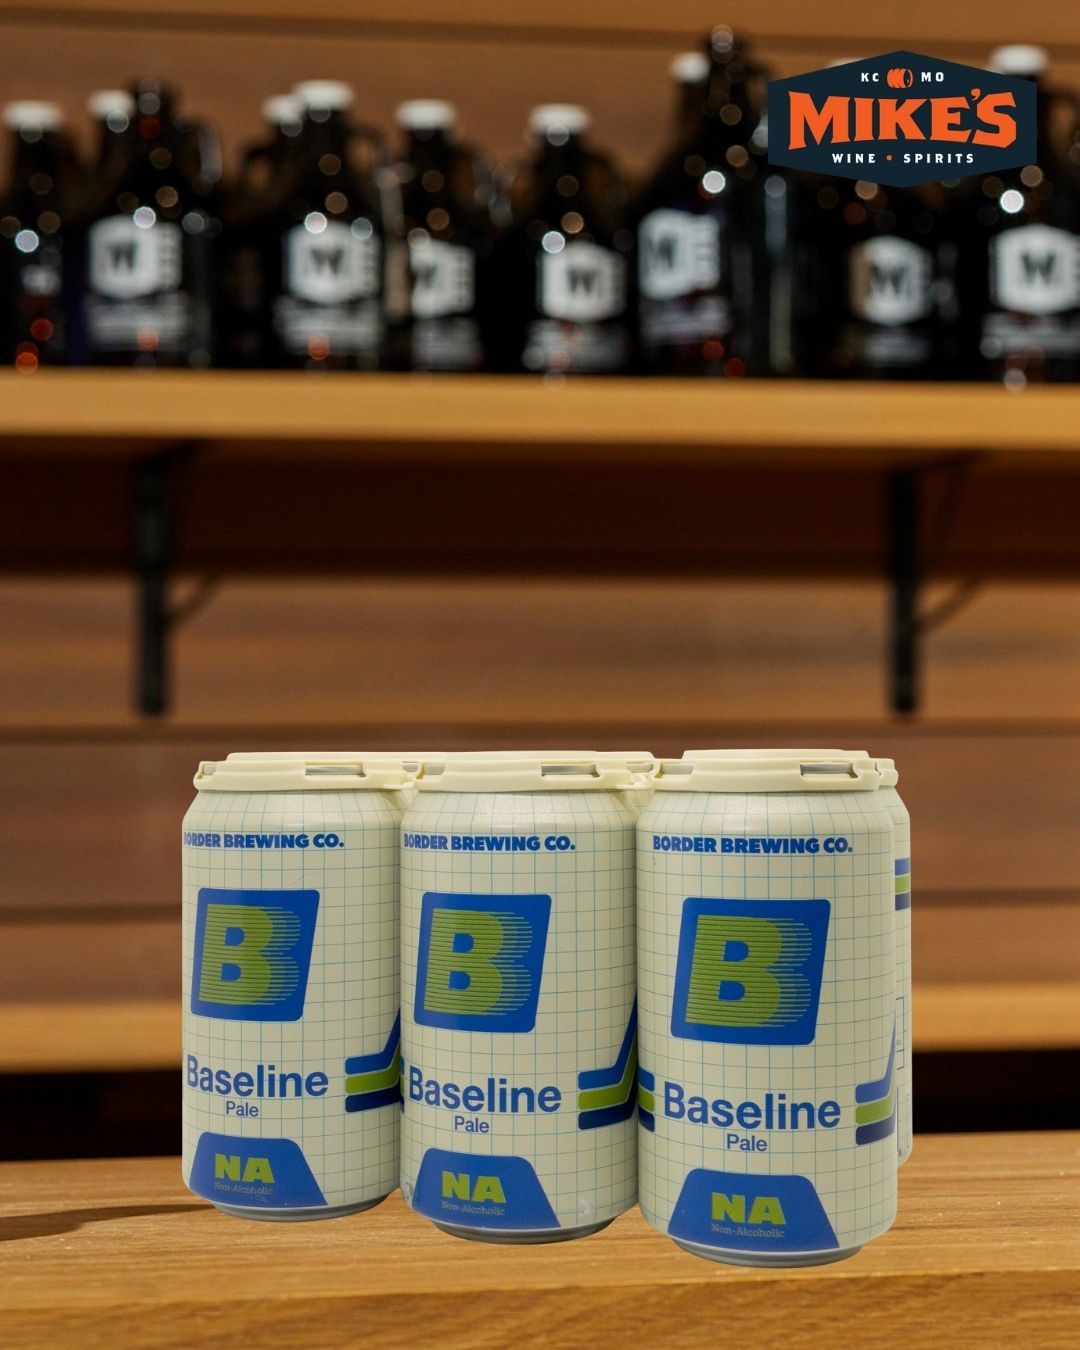 KC MO
MIKE'S
WINE • SPIRITS
W
W
W
W
W
W
W
BORDER BREWING CO.
B
Baseline
Pale
NA
Non-Alcoholic
BORDER BREWING CO.
B
Baseline
Pale
NA
Non-Alcoholic
BORDER BREWING CO.
B
Baseline
Pale
NA
Non-Alcoholic